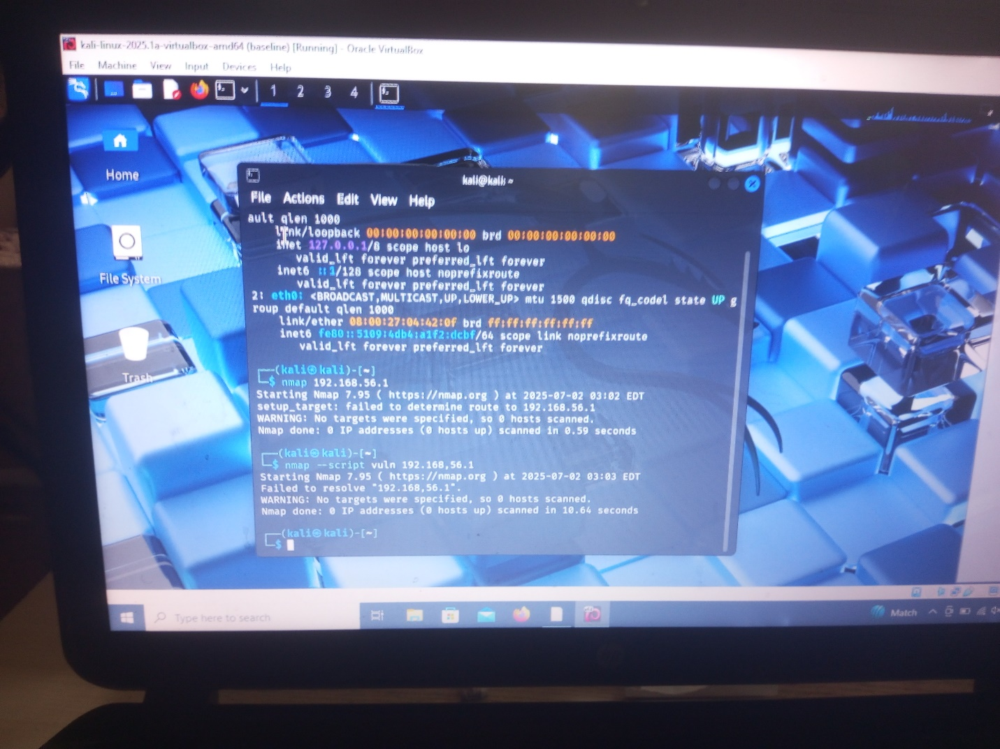 kali-linux-2025.1a-virtualbox-amd64 (baseline) [Running] - Oracle VirtualBox
File Machine View Input Devices Help
1 2 3 4
Home
File System
Trash
kali@kali: ~
File Actions Edit View Help
ault qlen 1000
link/loopback 00:00:00:00:00:00 brd 00:00:00:00:00:00
inet 127.0.0.1/8 scope host lo
valid_lft forever preferred_lft forever
inet6 ::1/128 scope host noprefixroute
valid_lft forever preferred_lft forever
2: eth0: <BROADCAST,MULTICAST,UP,LOWER_UP> mtu 1500 qdisc fq_codel state UP g
roup default qlen 1000
link/ether 08:00:27:04:42:0f brd ff:ff:ff:ff:ff:ff
inet6 fe80::5109:4db4:a1f2:dcbf/64 scope link noprefixroute
valid_lft forever preferred_lft forever
┌──(kali㉿kali)-[~]
└─$ nmap 192.168.56.1
Starting Nmap 7.95 ( https://nmap.org ) at 2025-07-02 03:02 EDT
setup_target: failed to determine route to 192.168.56.1
WARNING: No targets were specified, so 0 hosts scanned.
Nmap done: 0 IP addresses (0 hosts up) scanned in 0.59 seconds
┌──(kali㉿kali)-[~]
└─$ nmap --script vuln 192.168,56.1
Starting Nmap 7.95 ( https://nmap.org ) at 2025-07-02 03:03 EDT
Failed to resolve "192.168,56.1".
WARNING: No targets were specified, so 0 hosts scanned.
Nmap done: 0 IP addresses (0 hosts up) scanned in 10.64 seconds
┌──(kali㉿kali)-[~]
└─$
Type here to search
Match